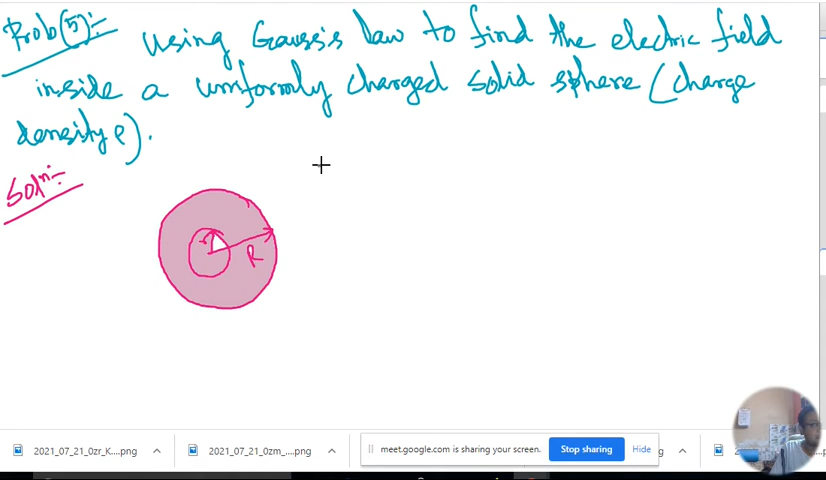 Prob(5):- Using Gauss's law to find the electric field
inside a uniformly charged solid sphere (charge
density ρ).
Solⁿ:-
r
R
2021_07_21_0zr_K....png
2021_07_21_0zm_....png
meet.google.com is sharing your screen.
Stop sharing
Hide